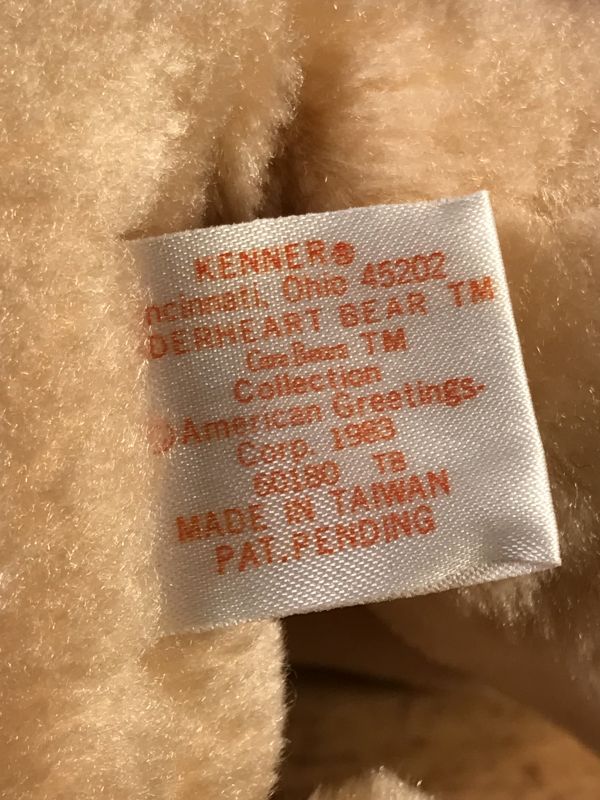 KENNER®
ncinnati, Ohio 45202
DERHEART BEAR TM
Care Bears TM
Collection
©American Greetings
Corp. 1983
60180 TB
MADE IN TAIWAN
PAT.PENDING